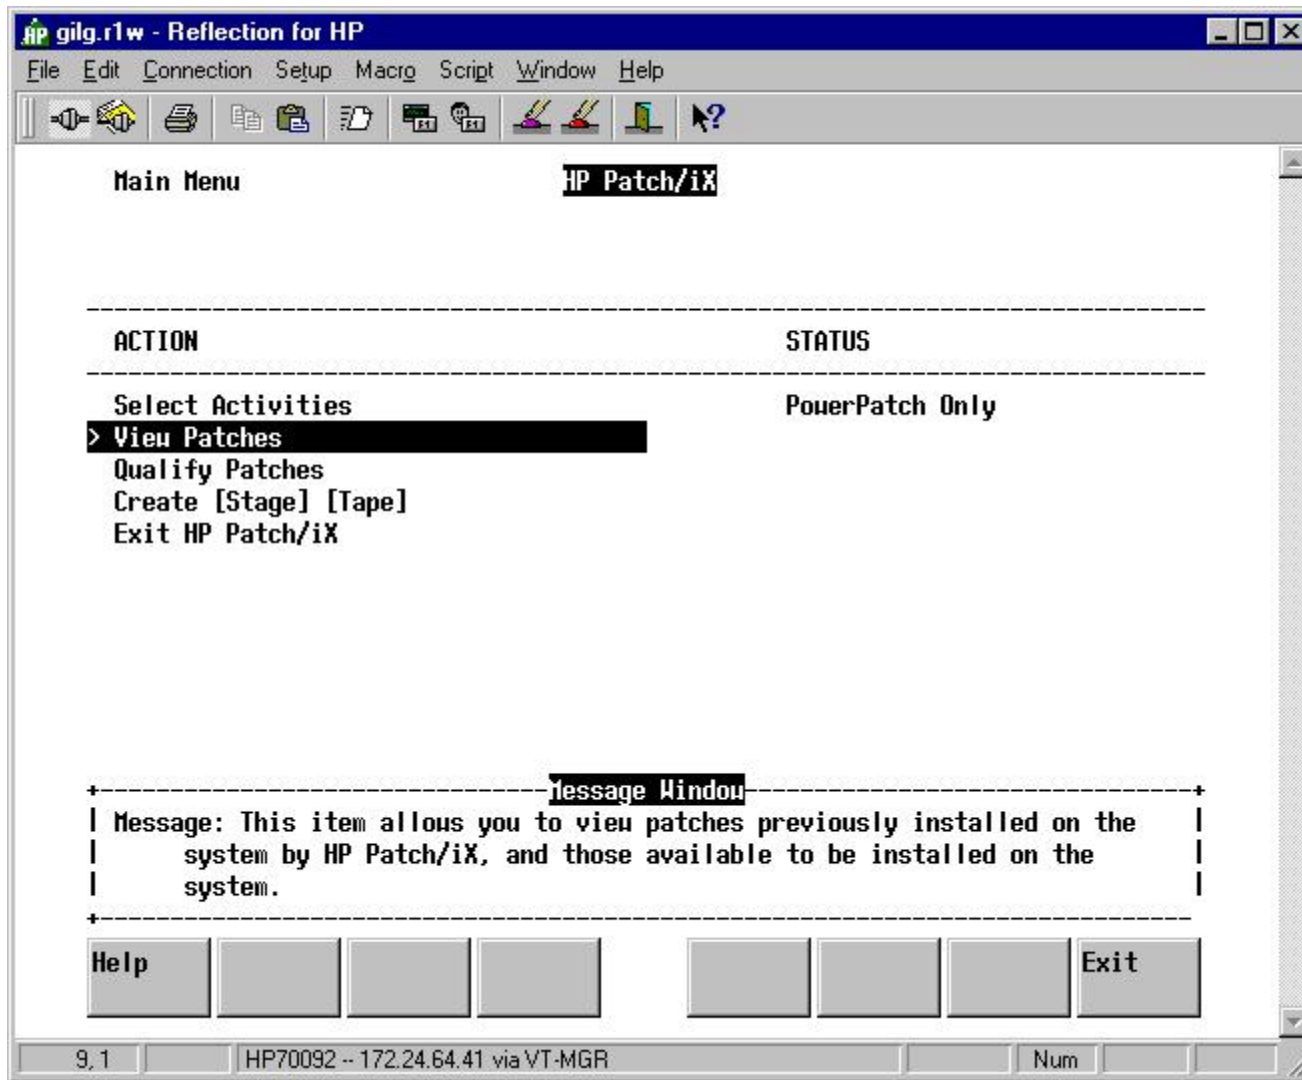 gilg.r1w - Reflection for HP
File Edit Connection Setup Macro Script Window Help
Main Menu HP Patch/iX
ACTION STATUS
Select Activities PowerPatch Only
> View Patches
Qualify Patches
Create [Stage] [Tape]
Exit HP Patch/iX
Message Window
Message: This item allows you to view patches previously installed on the
system by HP Patch/iX, and those available to be installed on the
system.
Help Exit
9, 1 HP70092 -- 172.24.64.41 via VT-MGR Num